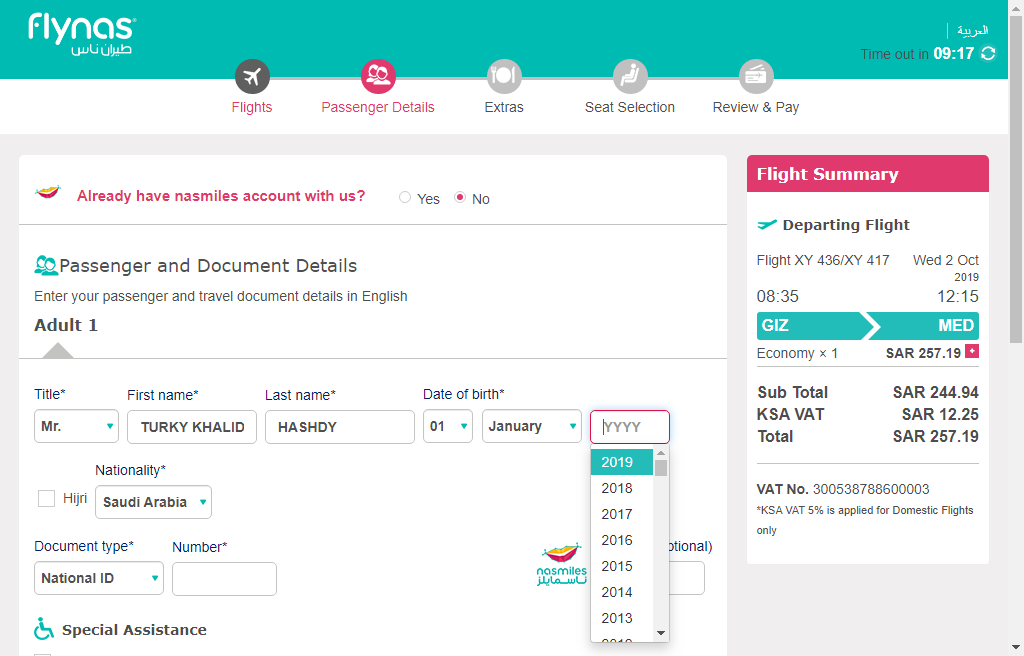 flynas
طيران ناس
العربية
Time out in 09:17
Flights
Passenger Details
Extras
Seat Selection
Review & Pay
Already have nasmiles account with us?
Yes
No
Passenger and Document Details
Enter your passenger and travel document details in English
Adult 1
Title*
First name*
Last name*
Date of birth*
Mr.
TURKY KHALID
HASHDY
01
January
YYYY
2019
2018
2017
2016
2015
2014
2013
Nationality*
Hijri
Saudi Arabia
Document type*
Number*
National ID
nasmiles
ناسمايلز
Special Assistance
Flight Summary
Departing Flight
Flight XY 436/XY 417
Wed 2 Oct
2019
08:35
12:15
GIZ
MED
Economy × 1
SAR 257.19 +
Sub Total SAR 244.94
KSA VAT SAR 12.25
Total SAR 257.19
VAT No. 300538788600003
*KSA VAT 5% is applied for Domestic Flights
only